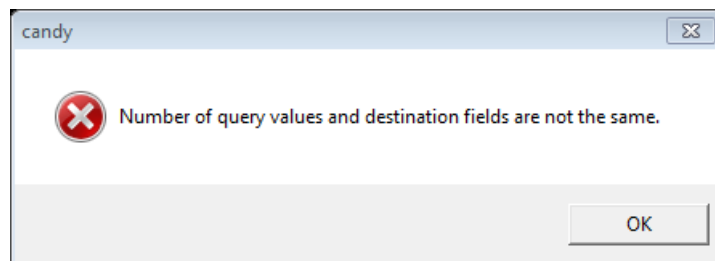 candy
Number of query values and destination fields are not the same.
OK